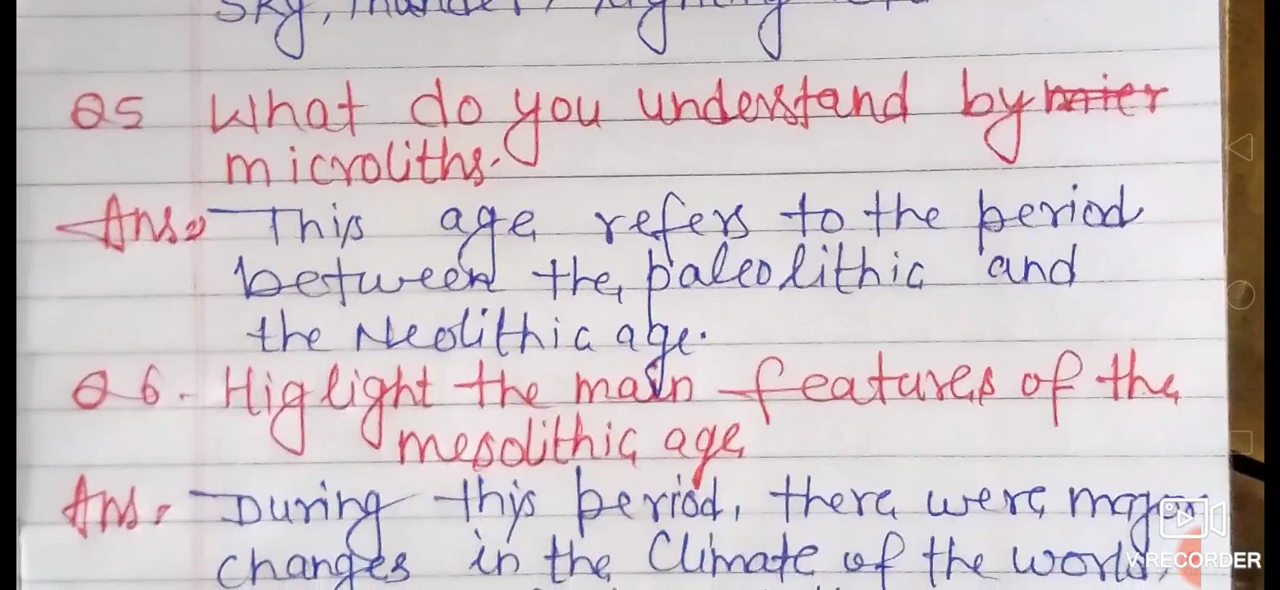 Sky,
Q5 What do you understand by
microliths.
Ans. This age refers to the period
between the paleolithic and
the Neolithic age.
Q6. Higlight the main features of the
mesolithic age
Ans. During this period, there were major
changes in the Climate of the world,
V RECORDER